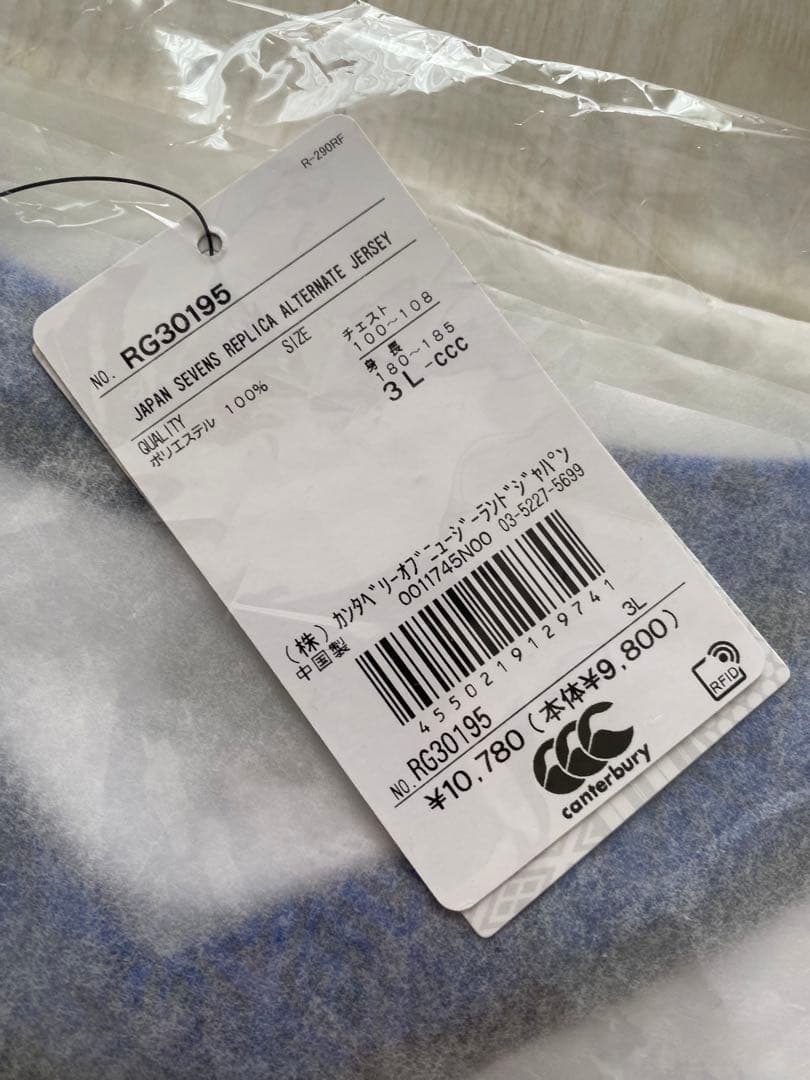 R-290RF
NO. RG30195
JAPAN SEVENS REPLICA ALTERNATE JERSEY
QUALITY SIZE
ポリエステル 100%
チェスト
100~108
身長
180~185
3L-CCC
(株) カンタベリーオブニュージーランドジャパン
中国製 0011745N00 03-5227-5699
4550219129741
3L
NO. RG30195
¥10,780 (本体¥9,800)
RFID
canterbury